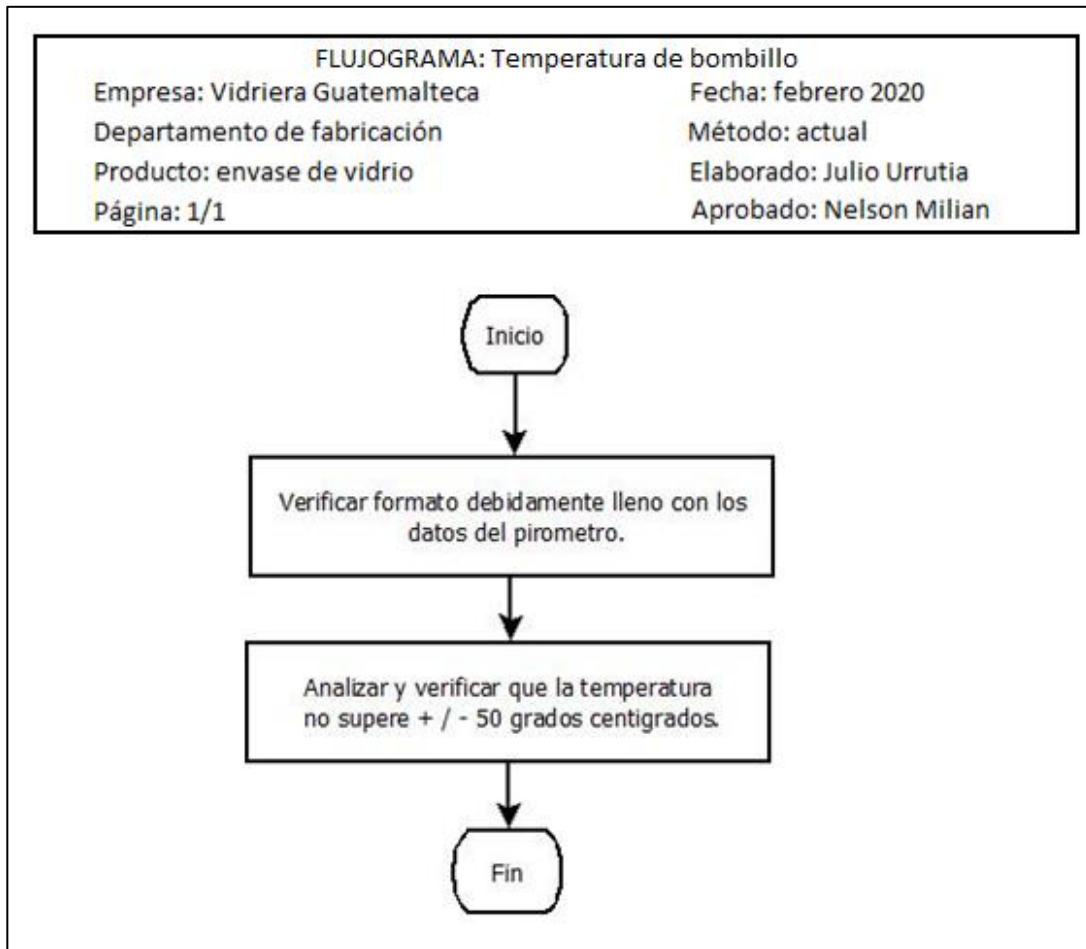 FLUJOGRAMA: Temperatura de bombillo
Empresa: Vidriera Guatemalteca
Fecha: febrero 2020
Departamento de fabricación
Método: actual
Producto: envase de vidrio
Elaborado: Julio Urrutia
Página: 1/1
Aprobado: Nelson Milian
Inicio
Verificar formato debidamente lleno con los
datos del pirometro.
Analizar y verificar que la temperatura
no supere + / - 50 grados centigrados.
Fin